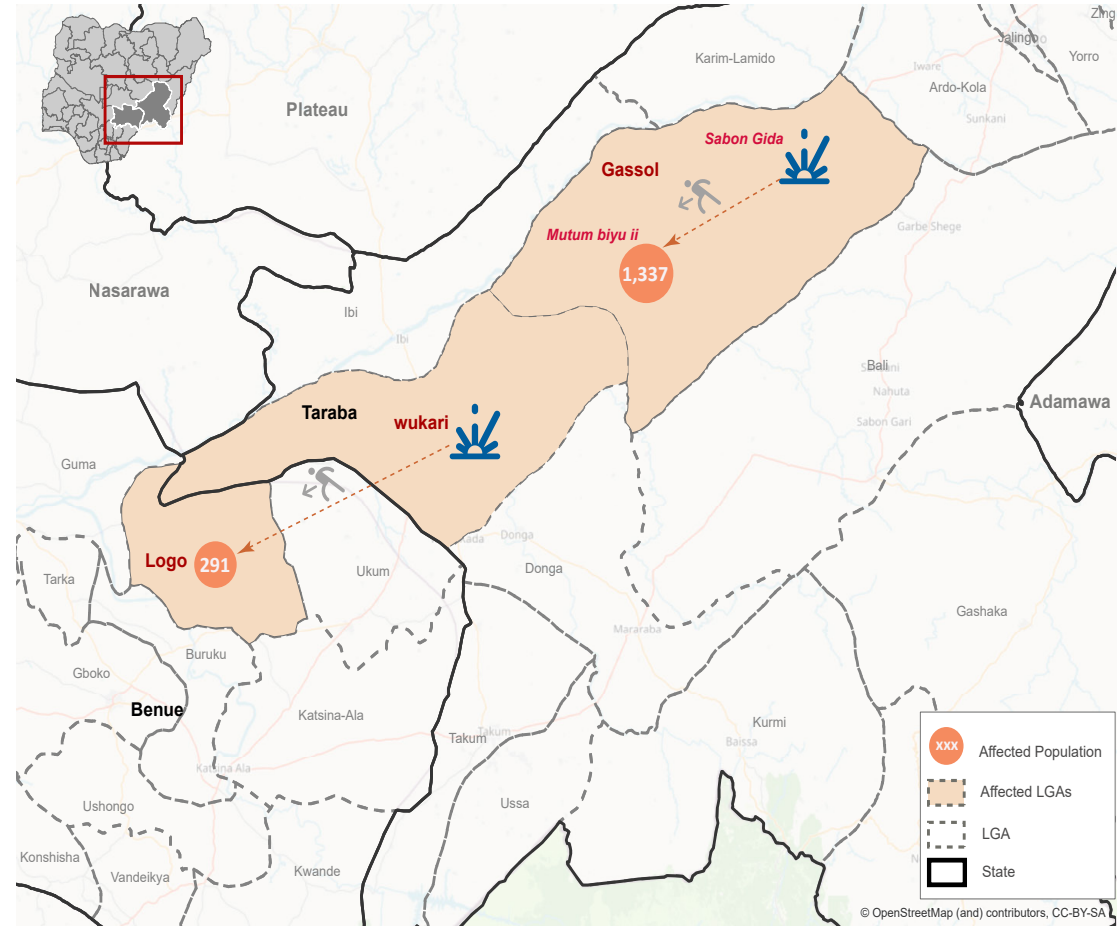 Zing
Jalingo
Yorro
Karim-Lamido
Iware
Ardo-Kola
Sunkani
Plateau
Sabon Gida
Gassol
Garbe Shege
Mutum biyu ii
1,337
Nasarawa
Ibi
Ibi
Bali
Nahuta
Sabon Gari
Adamawa
Taraba
wukari
Guma
Donga
Logo
291
Ukum
Donga
Tarka
Gashaka
Mararaba
Buruku
Gboko
Benue
Katsina-Ala
Takum
Takum
Kurmi
Baissa
Katsina Ala
Ushongo
Ussa
Konshisha
Vandeikya
Kwande
xxx
Affected Population
Affected LGAs
LGA
State
© OpenStreetMap (and) contributors, CC-BY-SA